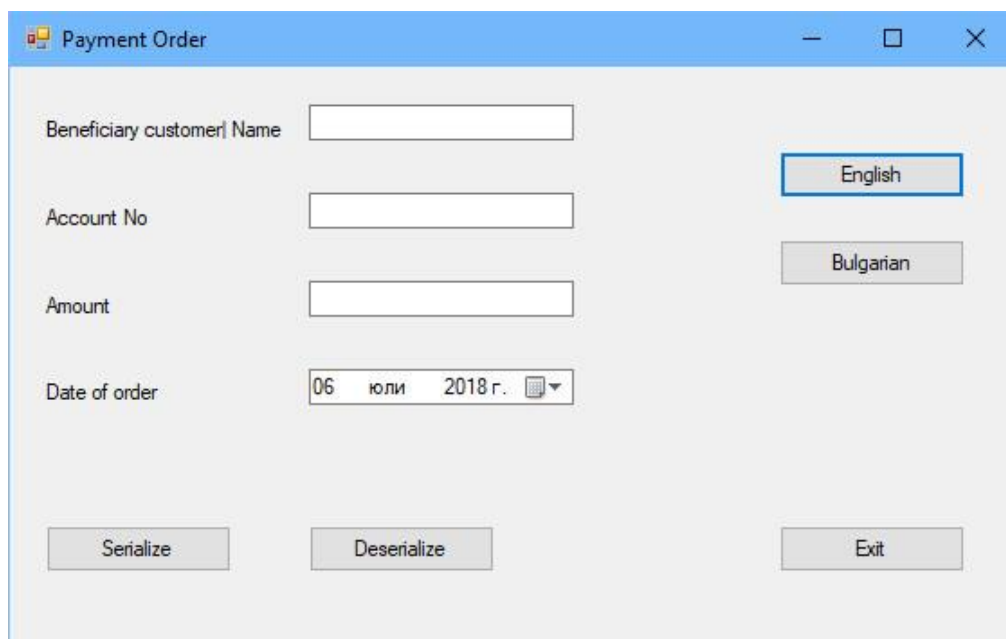 Payment Order
Beneficiary customer| Name
English
Account No
Bulgarian
Amount
Date of order
06 юли 2018 г.
Serialize
Deserialize
Exit